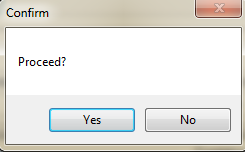 Confirm
Proceed?
Yes
No